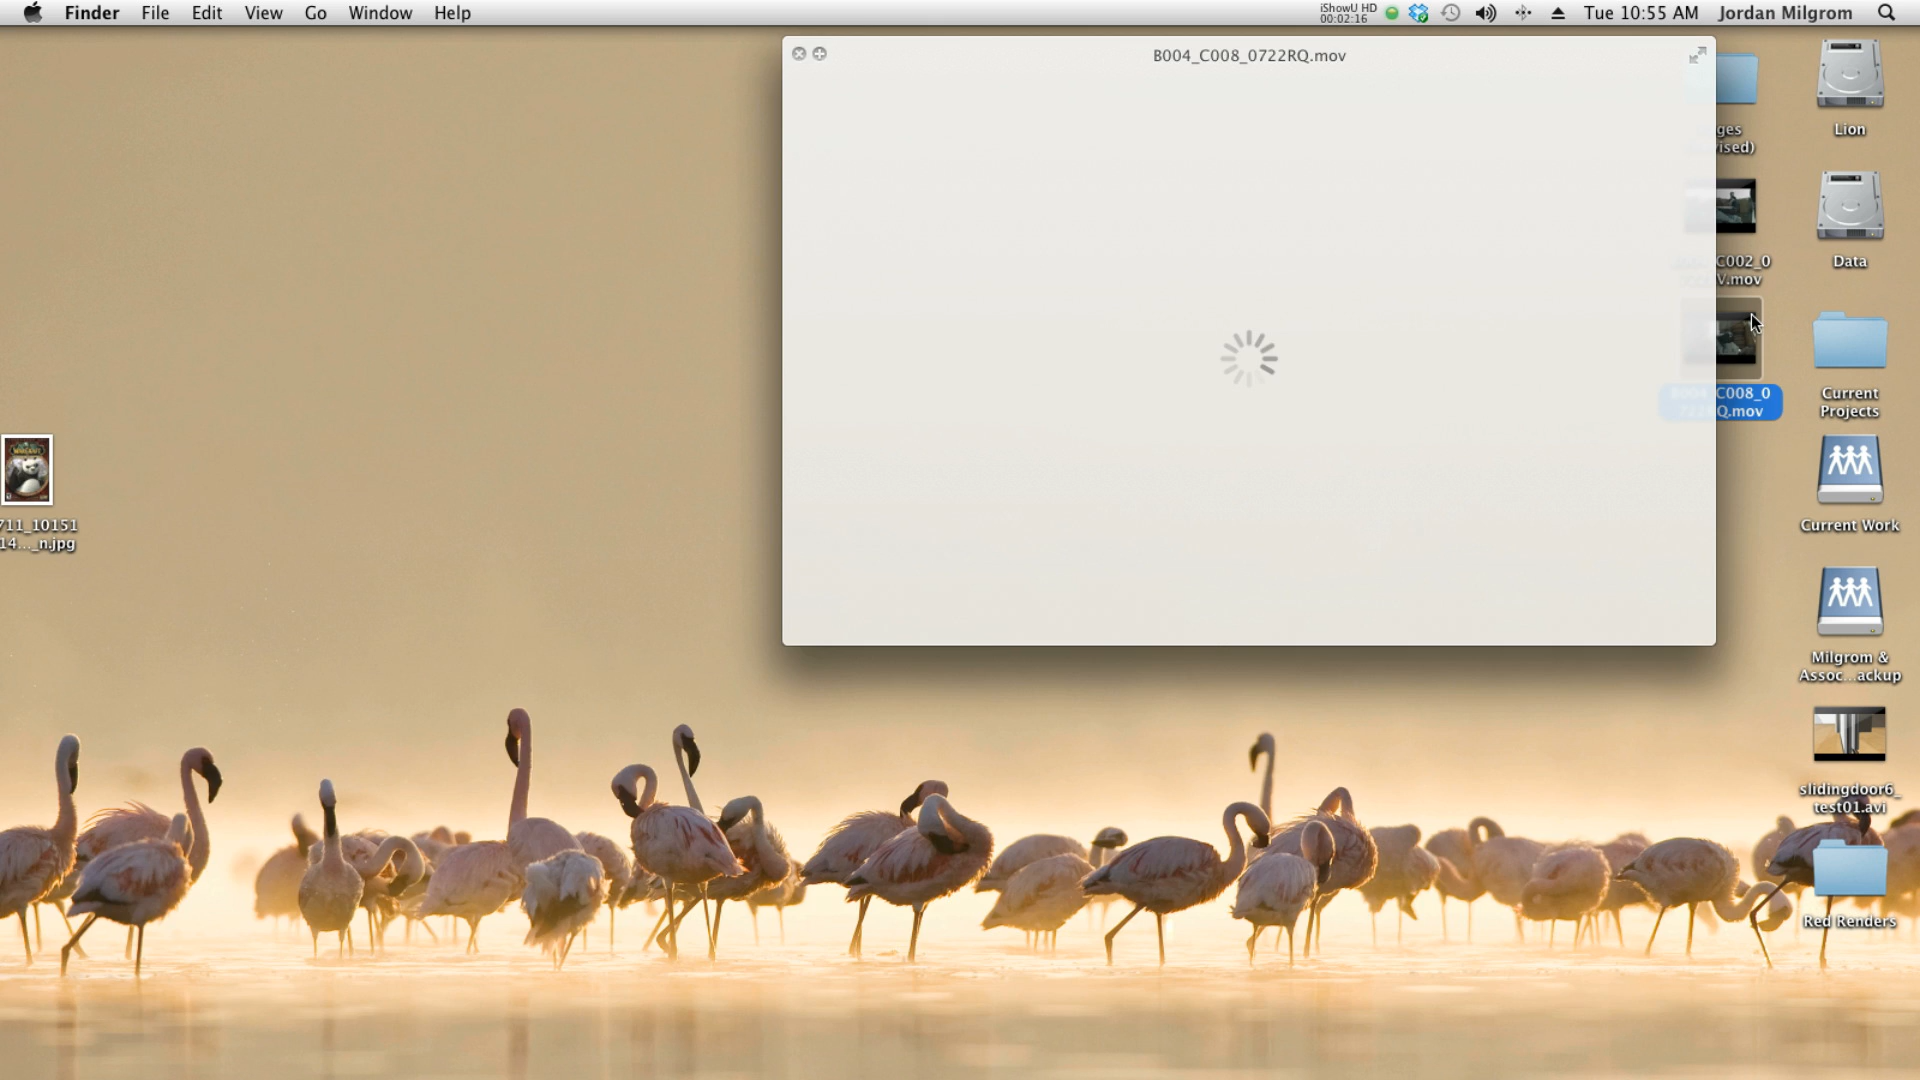 Finder File Edit View Go Window Help
iShowU HD
00:02:16
Tue 10:55 AM Jordan Milgrom
B004_C008_0722RQ.mov
Lion
Data
C002_0
V.mov
C008_0
Q.mov
Current
Projects
Current Work
Milgrom &
Assoc...ackup
slidingdoor6_
test01.avi
Red Renders
711_10151
14..._n.jpg
WARCRAFT
ges
ised)